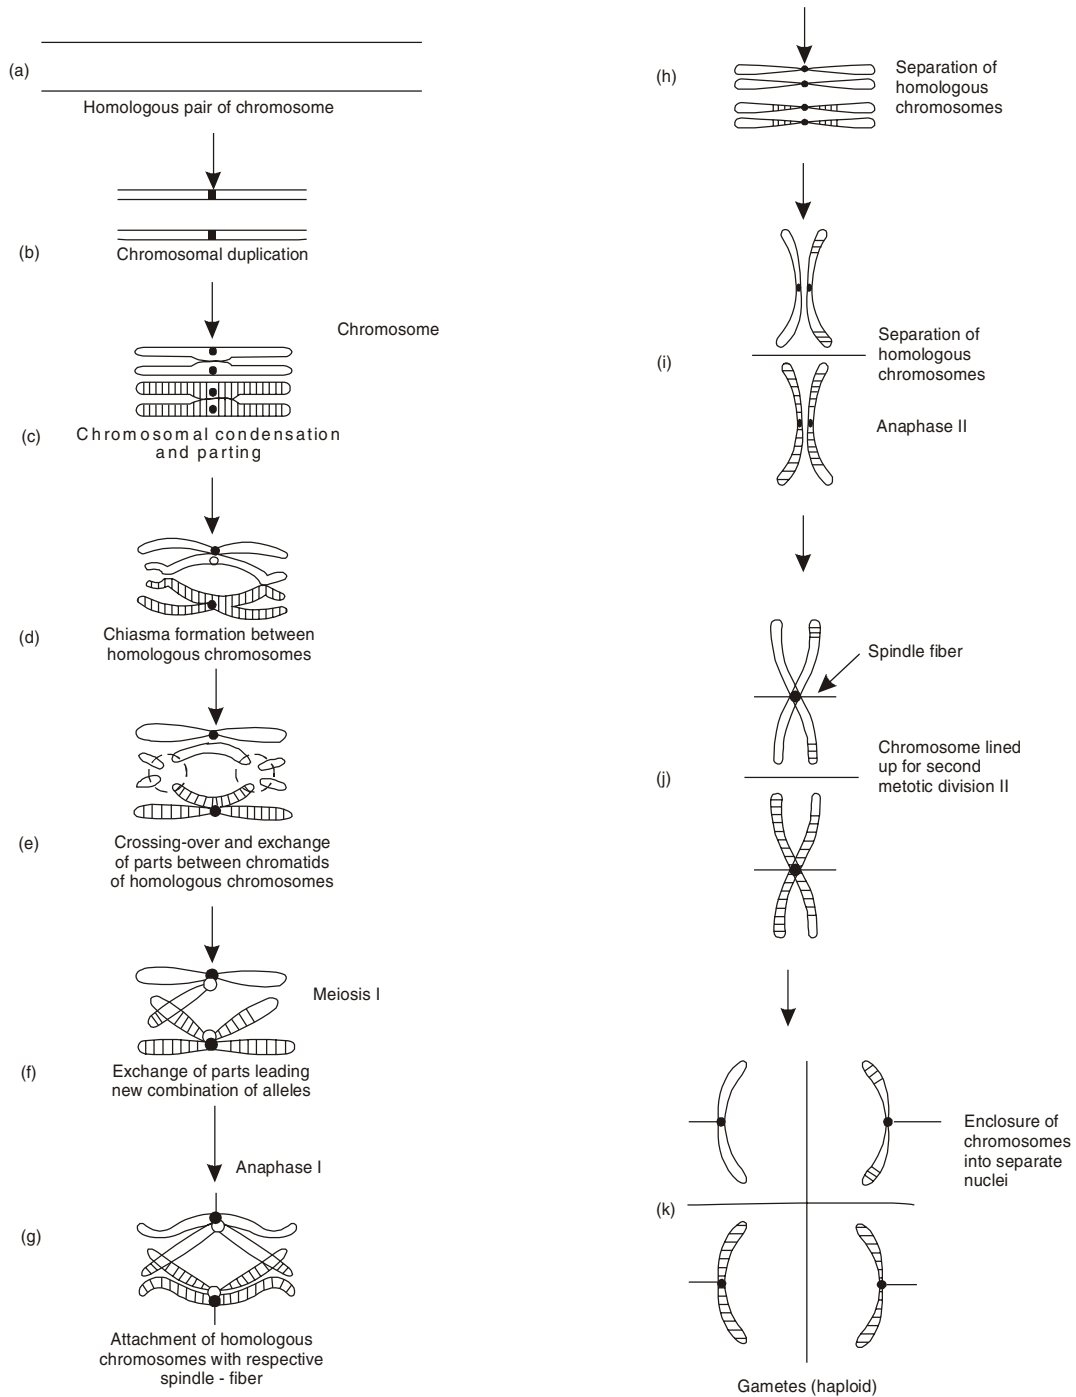 (a)
Homologous pair of chromosome
(b)
Chromosomal duplication
Chromosome
(c)
Chromosomal condensation
and parting
(d)
Chiasma formation between
homologous chromosomes
(e)
Crossing-over and exchange
of parts between chromatids
of homologous chromosomes
Meiosis I
(f)
Exchange of parts leading
new combination of alleles
Anaphase I
(g)
Attachment of homologous
chromosomes with respective
spindle - fiber
(h)
Separation of
homologous
chromosomes
(i)
Separation of
homologous
chromosomes
Anaphase II
Spindle fiber
(j)
Chromosome lined
up for second
metotic division II
Enclosure of
chromosomes
into separate
nuclei
(k)
Gametes (haploid)